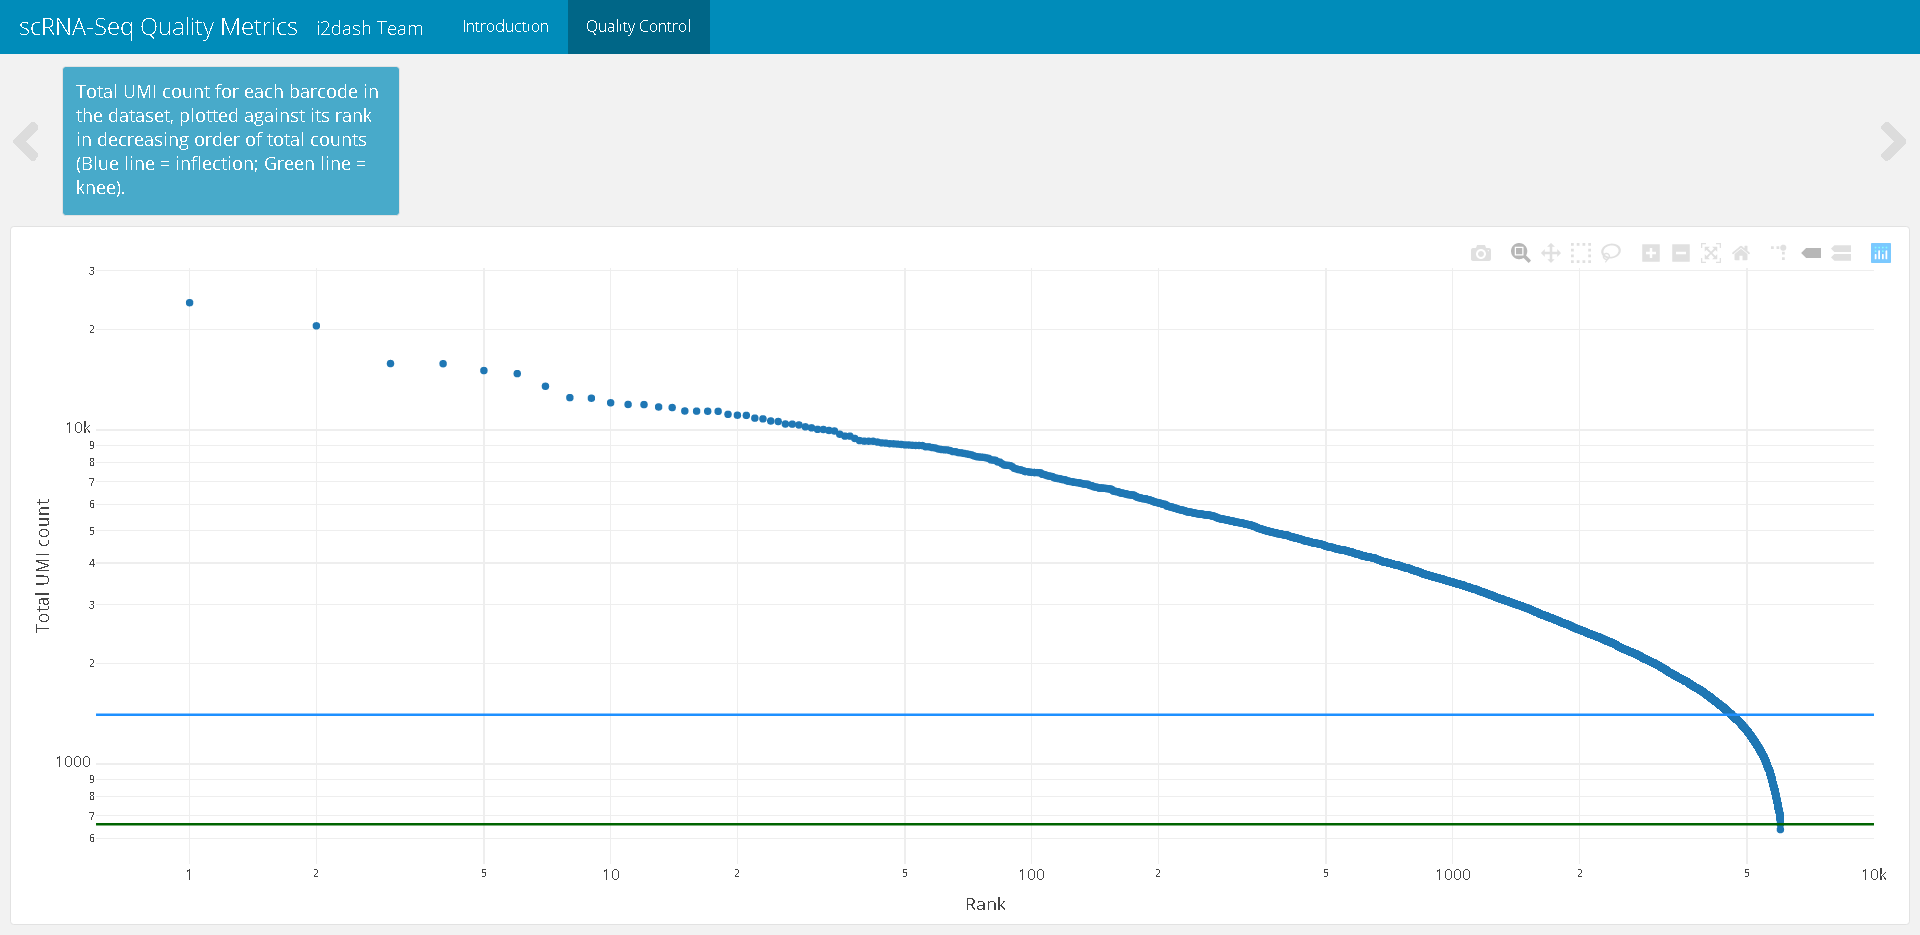 scRNA-Seq Quality Metrics i2dash Team Introduction Quality Control
Total UMI count for each barcode in
the dataset, plotted against its rank
in decreasing order of total counts
(Blue line = inflection; Green line =
knee).
3
2
10k
9
8
7
6
5
4
3
2
1000
9
8
7
6
Total UMI count
1 2 5 10 2 5 100 2 5 1000 2 5 10k
Rank